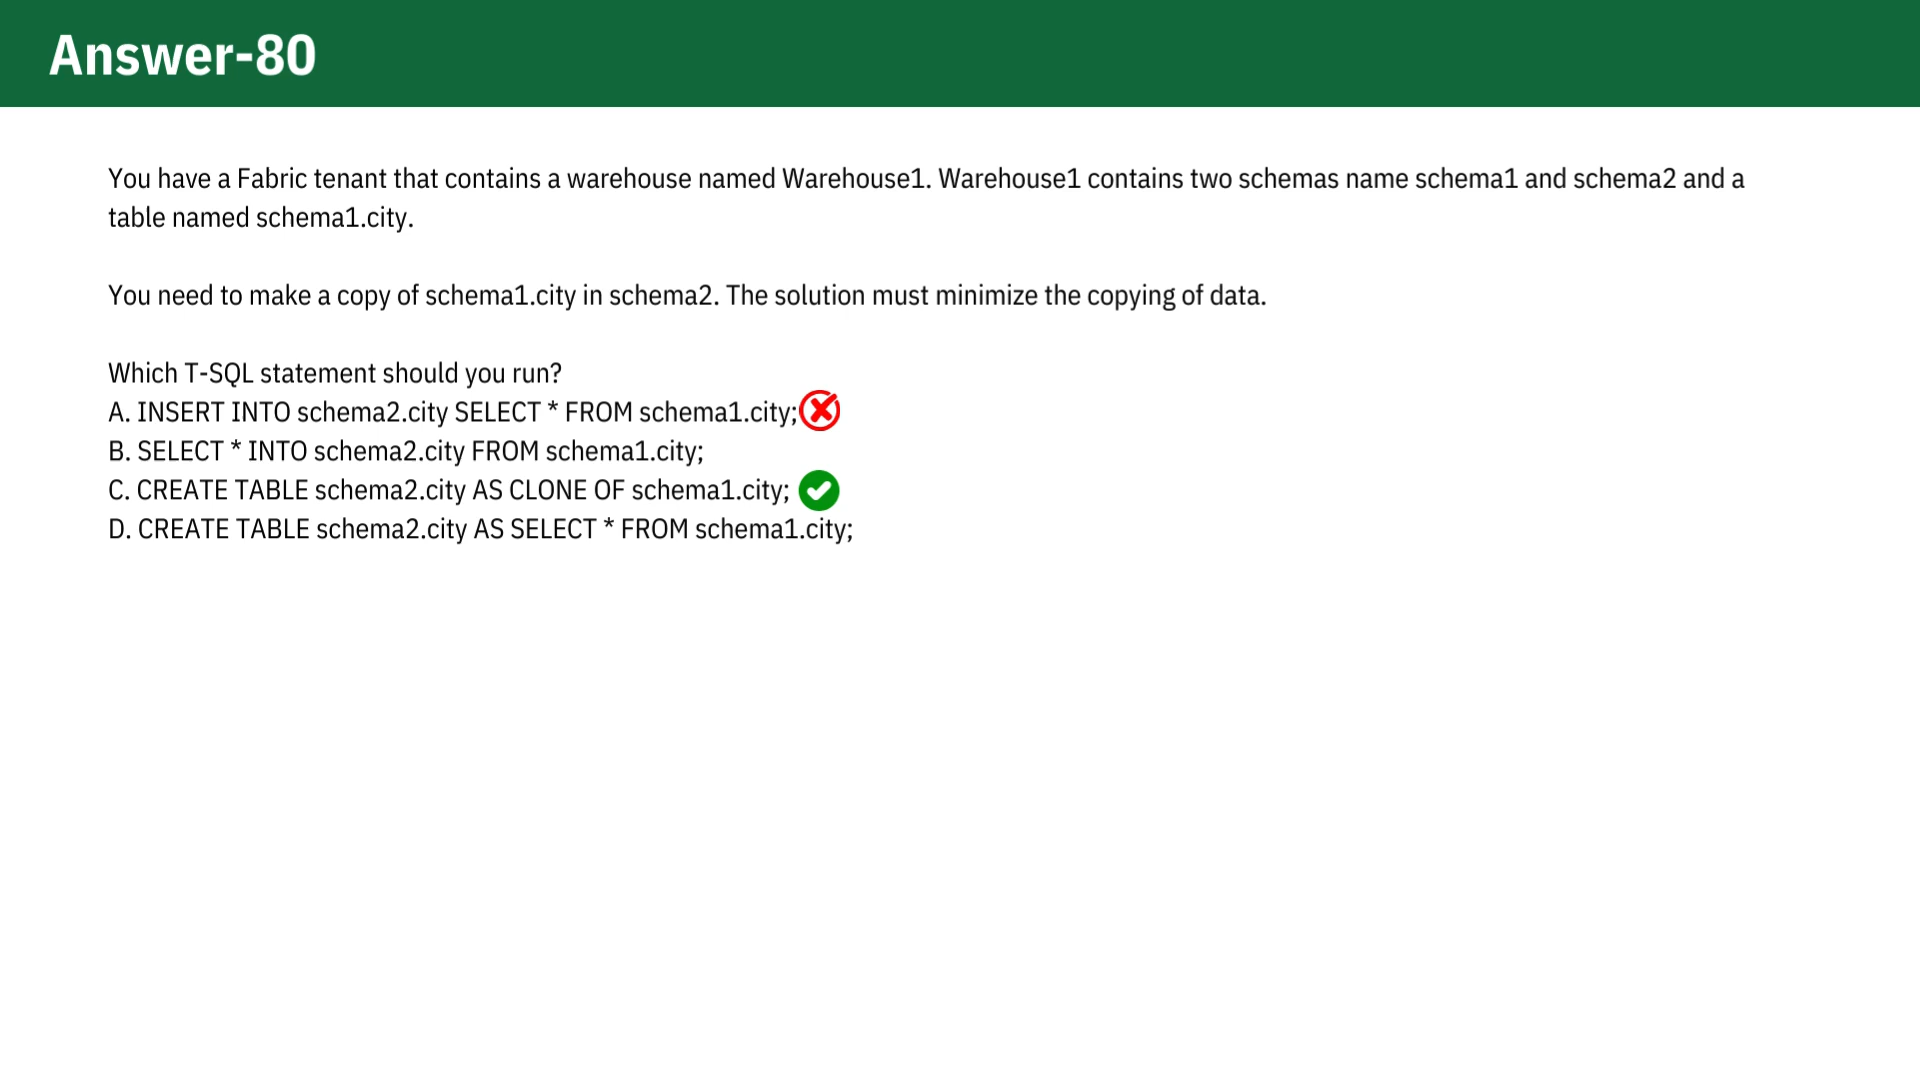 Answer-80
You have a Fabric tenant that contains a warehouse named Warehouse1. Warehouse1 contains two schemas name schema1 and schema2 and a
table named schema1.city.
You need to make a copy of schema1.city in schema2. The solution must minimize the copying of data.
Which T-SQL statement should you run?
A. INSERT INTO schema2.city SELECT * FROM schema1.city;
B. SELECT * INTO schema2.city FROM schema1.city;
C. CREATE TABLE schema2.city AS CLONE OF schema1.city;
D. CREATE TABLE schema2.city AS SELECT * FROM schema1.city;